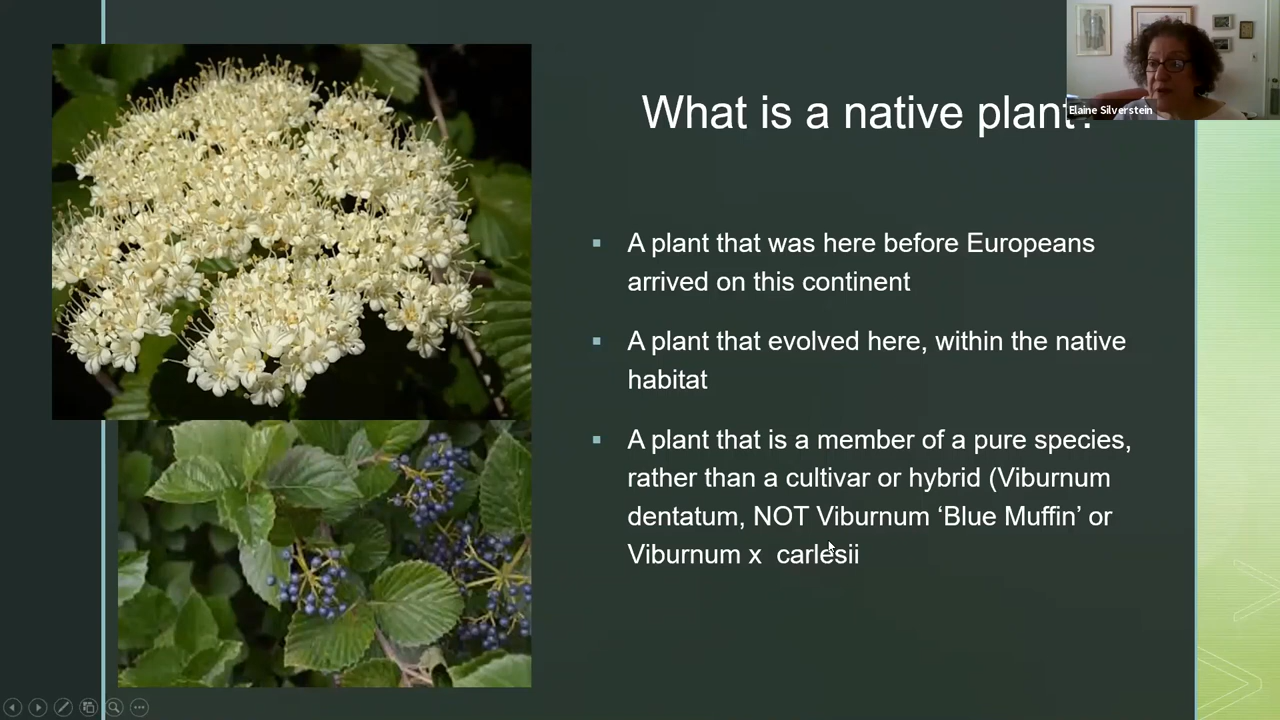 Elaine Silverstein
What is a native plant?
A plant that was here before Europeans
arrived on this continent
A plant that evolved here, within the native
habitat
A plant that is a member of a pure species,
rather than a cultivar or hybrid (Viburnum
dentatum, NOT Viburnum ‘Blue Muffin’ or
Viburnum x  carlesii